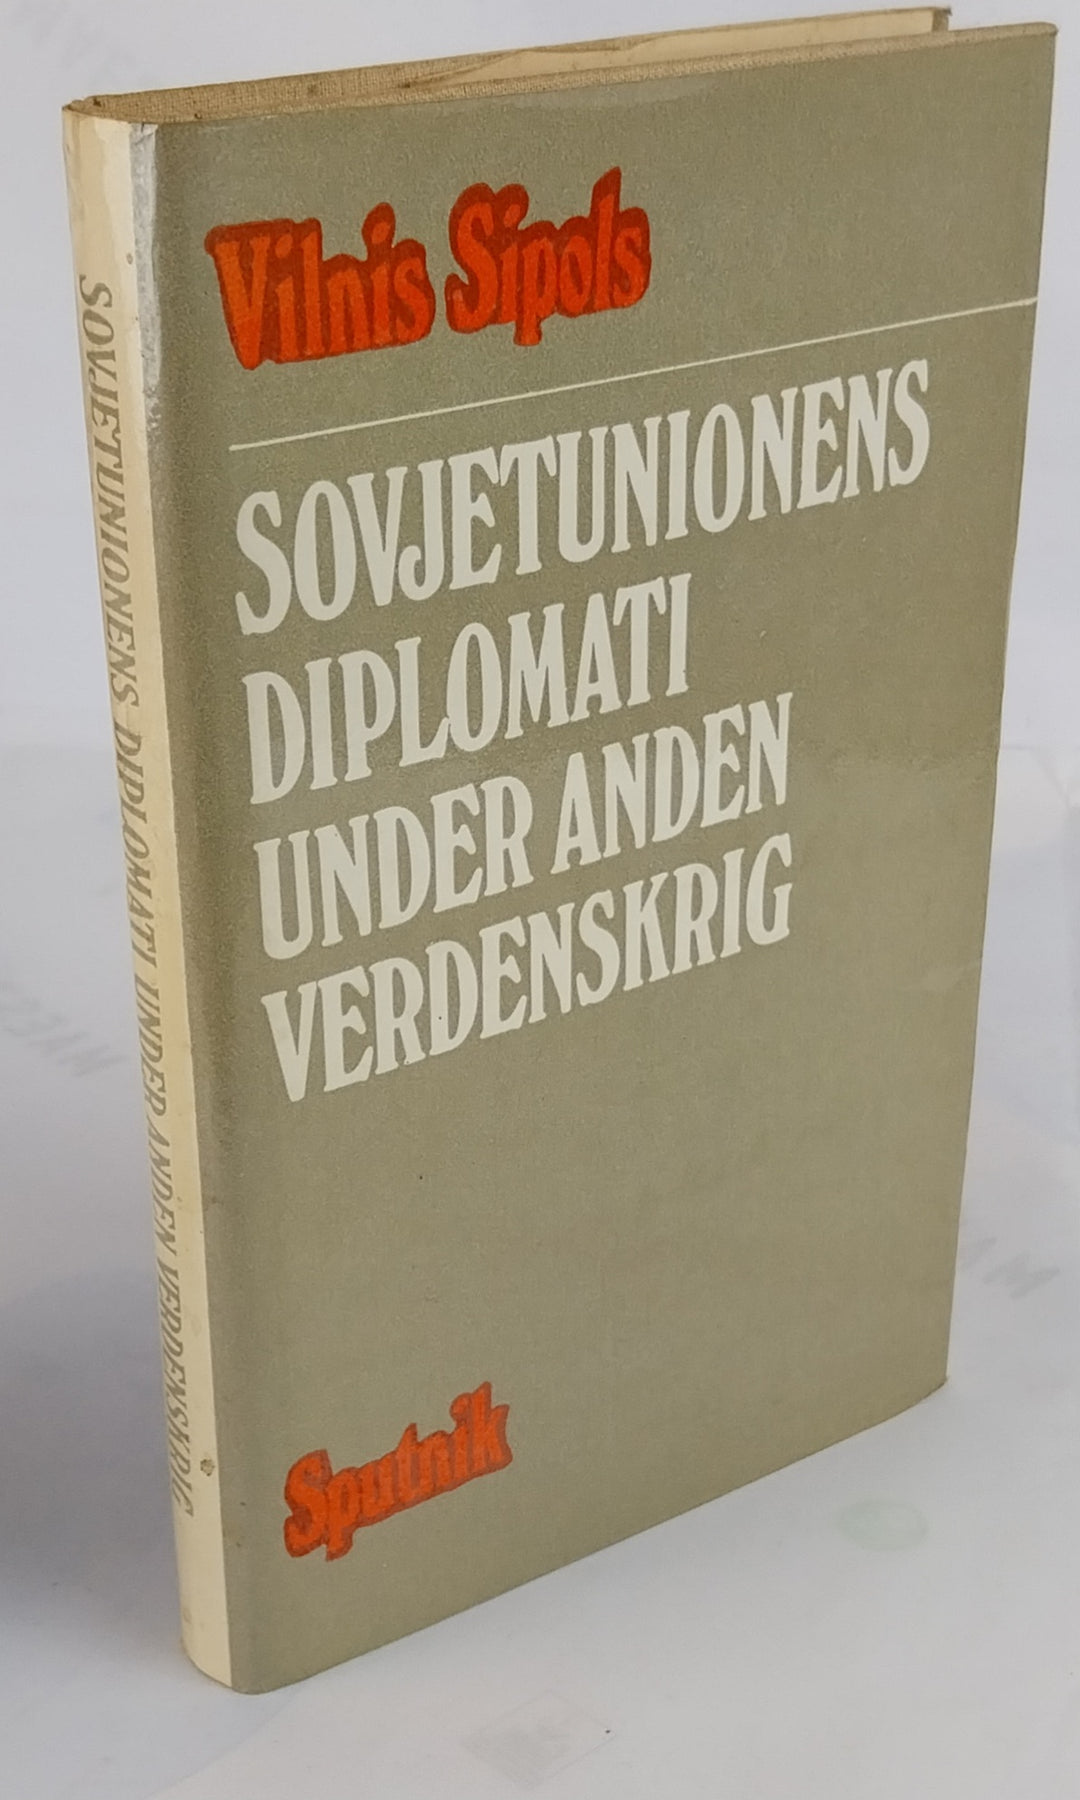 Vilnis Sipols
SOVJETUNIONENS
DIPLOMATI
UNDER ANDEN
VERDENSKRIG
Sputnik
SOVJETUNIONENS DIPLOMATI UNDER ANDEN VERDENSKRIG